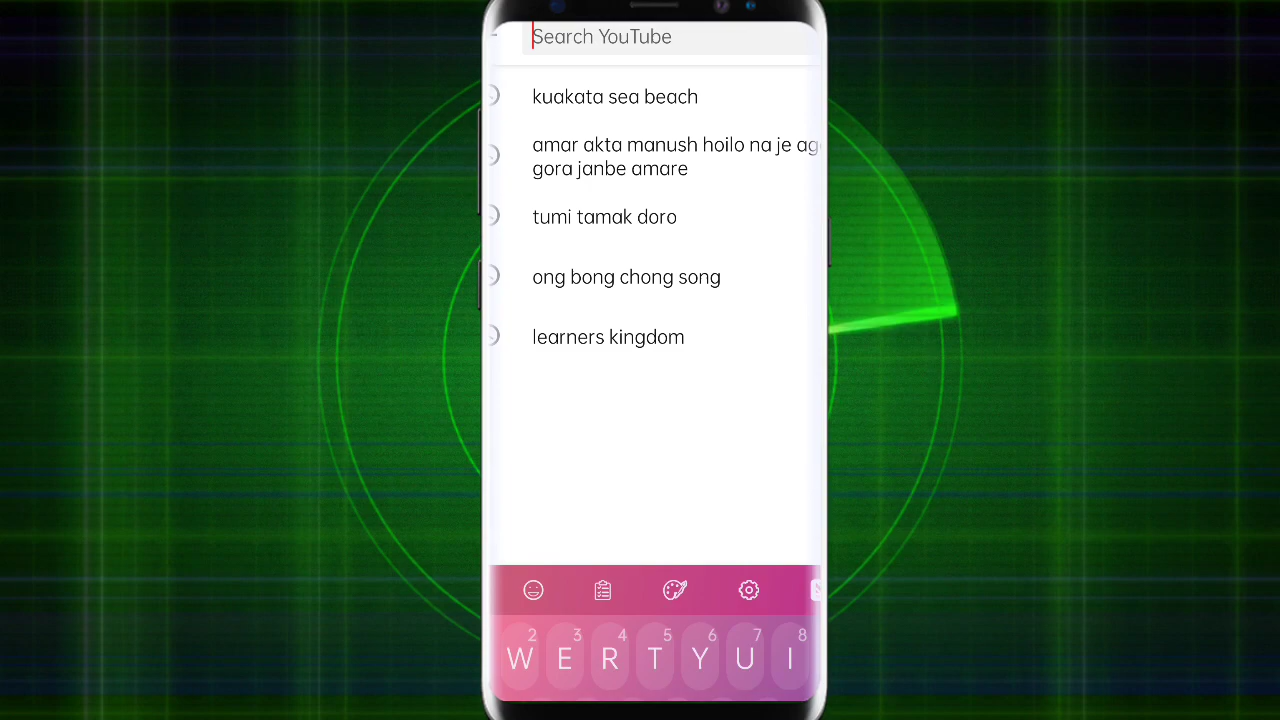 Search YouTube
kuakata sea beach
amar akta manush hoilo na je ag
gora janbe amare
tumi tamak doro
ong bong chong song
learners kingdom
2 3 4 5 6 7 8
W E R T Y U I